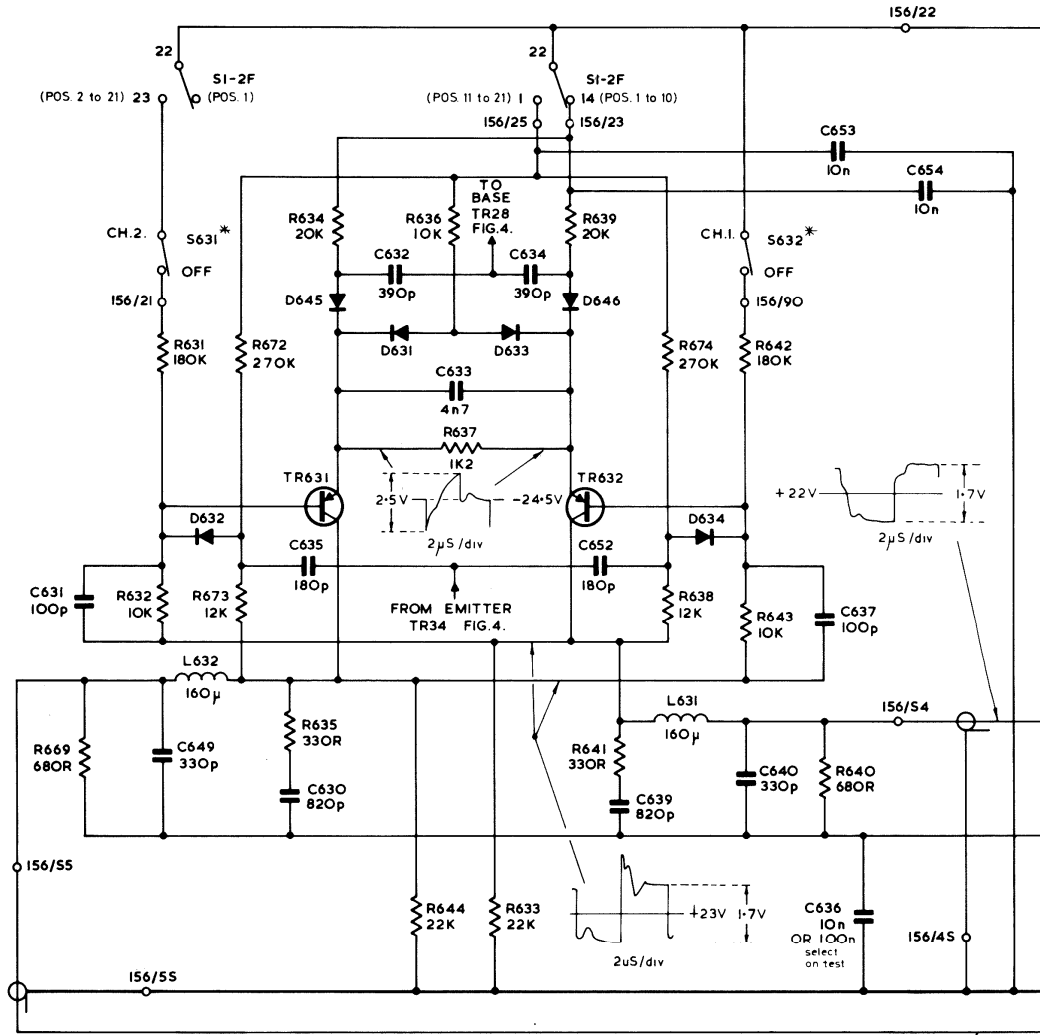 156/22
22
S1-2F
(POS. 2 to 21) 23
(POS. 1)
22
S1-2F
(POS. 11 to 21) 1
14 (POS. 1 to 10)
156/25
156/23
C653
10n
C654
10n
TO
BASE
TR28
FIG.4.
R634
20K
R636
10K
R639
20K
CH.2.
S631*
OFF
CH.1.
S632*
OFF
C632
390p
C634
390p
156/21
156/90
D645
D646
R631
180K
R672
270K
D631
D633
R674
270K
R642
180K
C633
4n7
R637
1K2
TR631
TR632
2·5V
-24·5V
2µS/div
+22V
1·7V
2µS/div
D632
D634
C635
180p
C652
180p
C631
100p
R632
10K
R673
12K
FROM EMITTER
TR34 FIG.4.
R638
12K
R643
10K
C637
100p
L632
160µ
L631
160µ
156/S4
R669
680R
C649
330p
R635
330R
C630
820p
R641
330R
C639
820p
C640
330p
R640
680R
156/S5
R644
22K
R633
22K
+23V
1·7V
2uS/div
C636
10n
OR 100n
select
on test
156/4S
156/5S